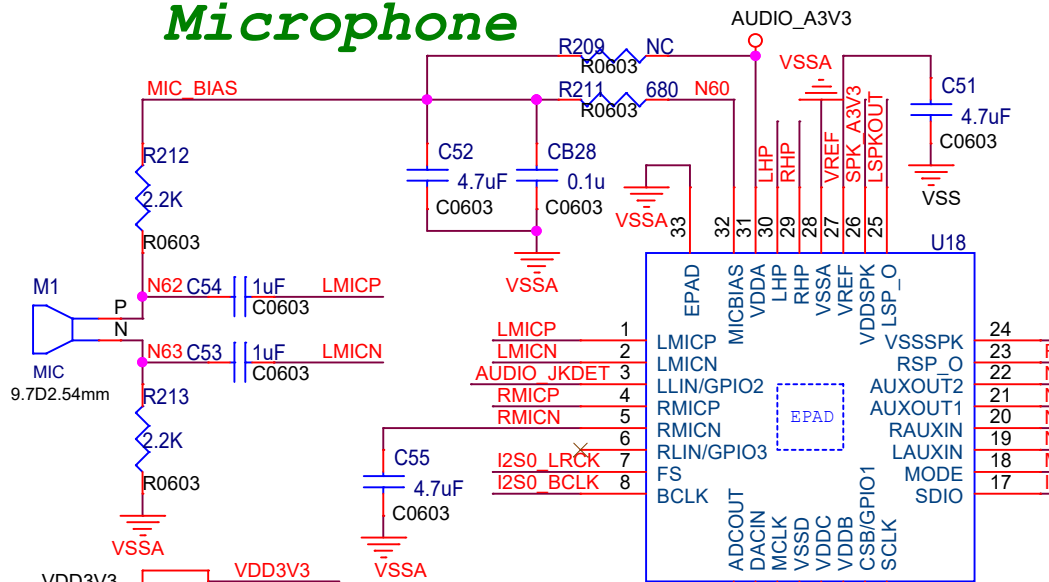 Microphone
AUDIO_A3V3
R209 NC
R0603
MIC_BIAS
R211 680 N60
R0603
VSSA
C51
4.7uF
C0603
VSS
R212
2.2K
R0603
C52
4.7uF
C0603
CB28
0.1u
C0603
VSSA
VSSA
LHP
RHP
VREF
SPK_A3V3
LSPKOUT
33
32
31
30
29
28
27
26
25
U18
EPAD
MICBIAS
VDDA
LHP
RHP
VSSA
VREF
VDDSPK
LSP_O
M1
P
N
MIC
9.7D2.54mm
N62 C54 1uF LMICP
C0603
N63 C53 1uF LMICN
C0603
R213
2.2K
R0603
VSSA
LMICP 1 LMICP
LMICN 2 LMICN
AUDIO_JKDET 3 LLIN/GPIO2
RMICP 4 RMICP
RMICN 5 RMICN
6 RLIN/GPIO3
I2S0_LRCK 7 FS
I2S0_BCLK 8 BCLK
EPAD
VSSSPK 24
RSP_O 23
AUXOUT2 22
AUXOUT1 21
RAUXIN 20
LAUXIN 19
MODE 18
SDIO 17
C55
4.7uF
C0603
VSSA
ADCOUT
DACIN
MCLK
VSSD
VDDC
VDDB
CSB/GPIO1
SCLK
VDD3V3 VDD3V3